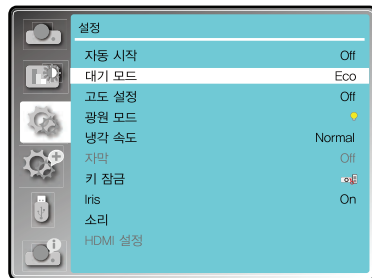 설정
자동 시작 Off
대기 모드 Eco
고도 설정 Off
광원 모드
냉각 속도 Normal
자막 Off
키 잠금
Iris On
소리
HDMI 설정